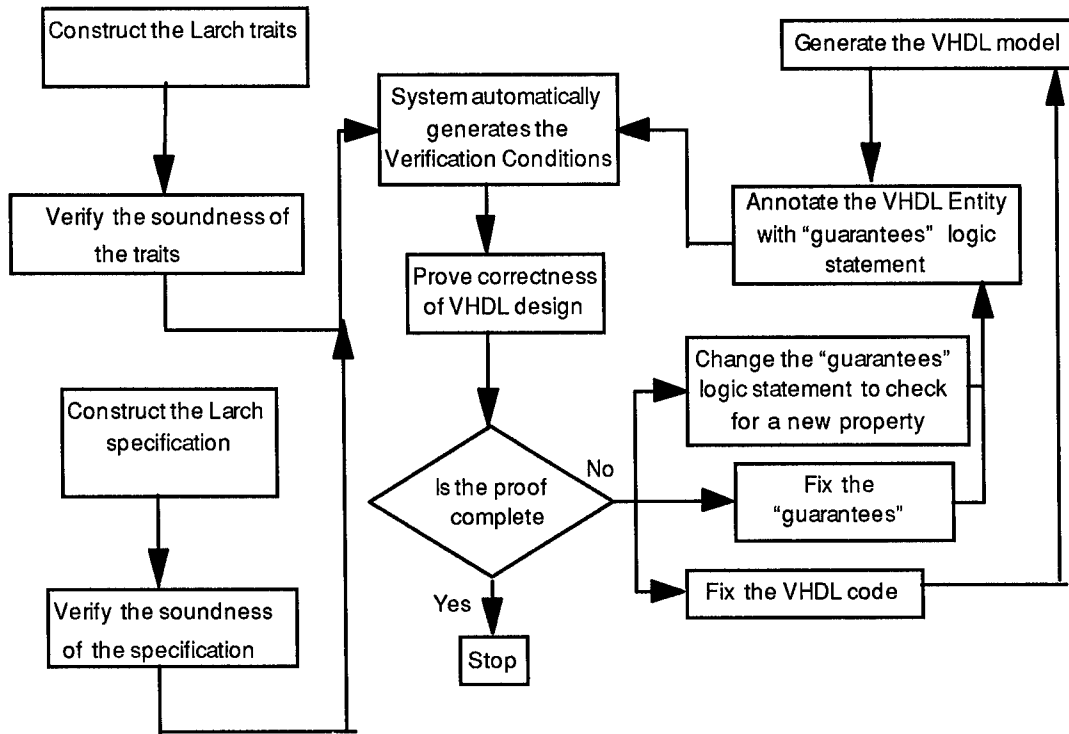 Construct the Larch traits
Verify the soundness of
the traits
Construct the Larch
specification
Verify the soundness
of the specification
System automatically
generates the
Verification Conditions
Prove correctness
of VHDL design
Is the proof
complete
No
Yes
Stop
Generate the VHDL model
Annotate the VHDL Entity
with “guarantees” logic
statement
Change the “guarantees”
logic statement to check
for a new property
Fix the
“guarantees”
Fix the VHDL code